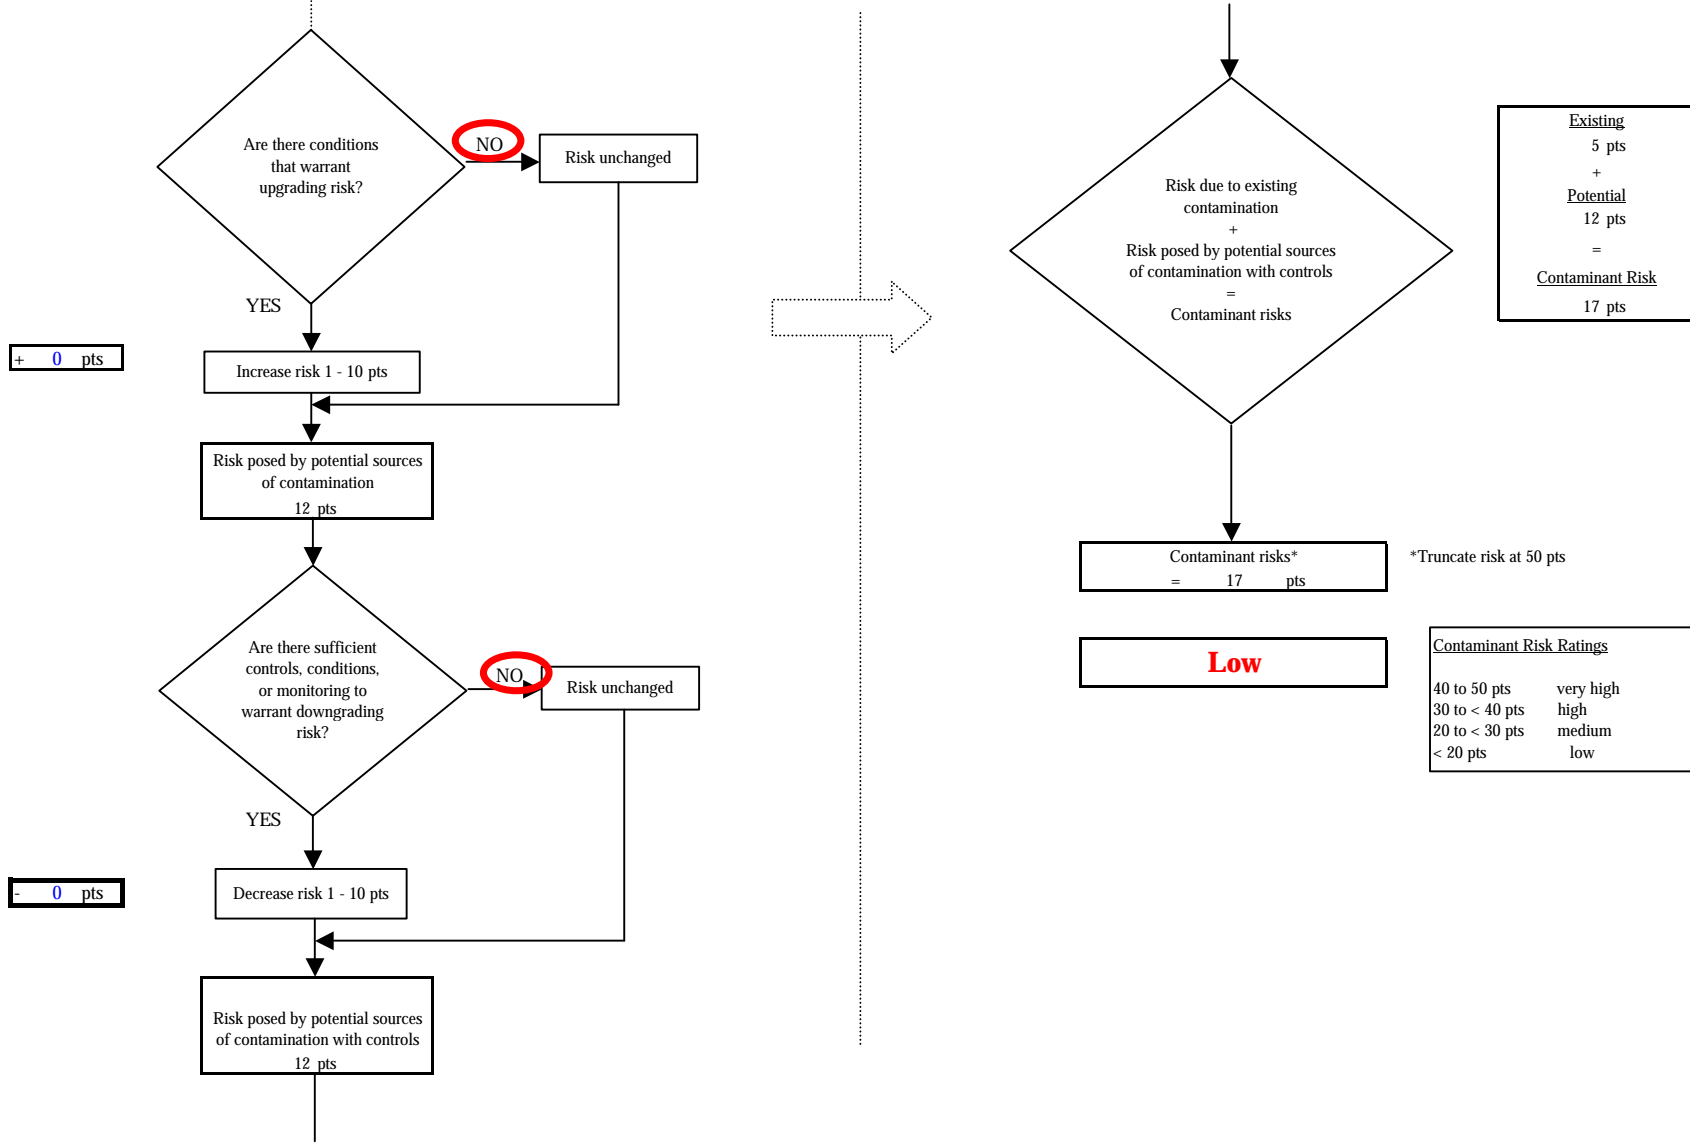 Are there conditions
that warrant
upgrading risk?
NO
Risk unchanged
YES
+ 0 pts
Increase risk 1 - 10 pts
Risk posed by potential sources
of contamination
12 pts
Are there sufficient
controls, conditions,
or monitoring to
warrant downgrading
risk?
NO
Risk unchanged
YES
- 0 pts
Decrease risk 1 - 10 pts
Risk posed by potential sources
of contamination with controls
12 pts
Risk due to existing
contamination
+
Risk posed by potential sources
of contamination with controls
=
Contaminant risks
Existing
5 pts
+
Potential
12 pts
=
Contaminant Risk
17 pts
Contaminant risks*
= 17 pts
*Truncate risk at 50 pts
Low
Contaminant Risk Ratings
40 to 50 pts very high
30 to < 40 pts high
20 to < 30 pts medium
< 20 pts low